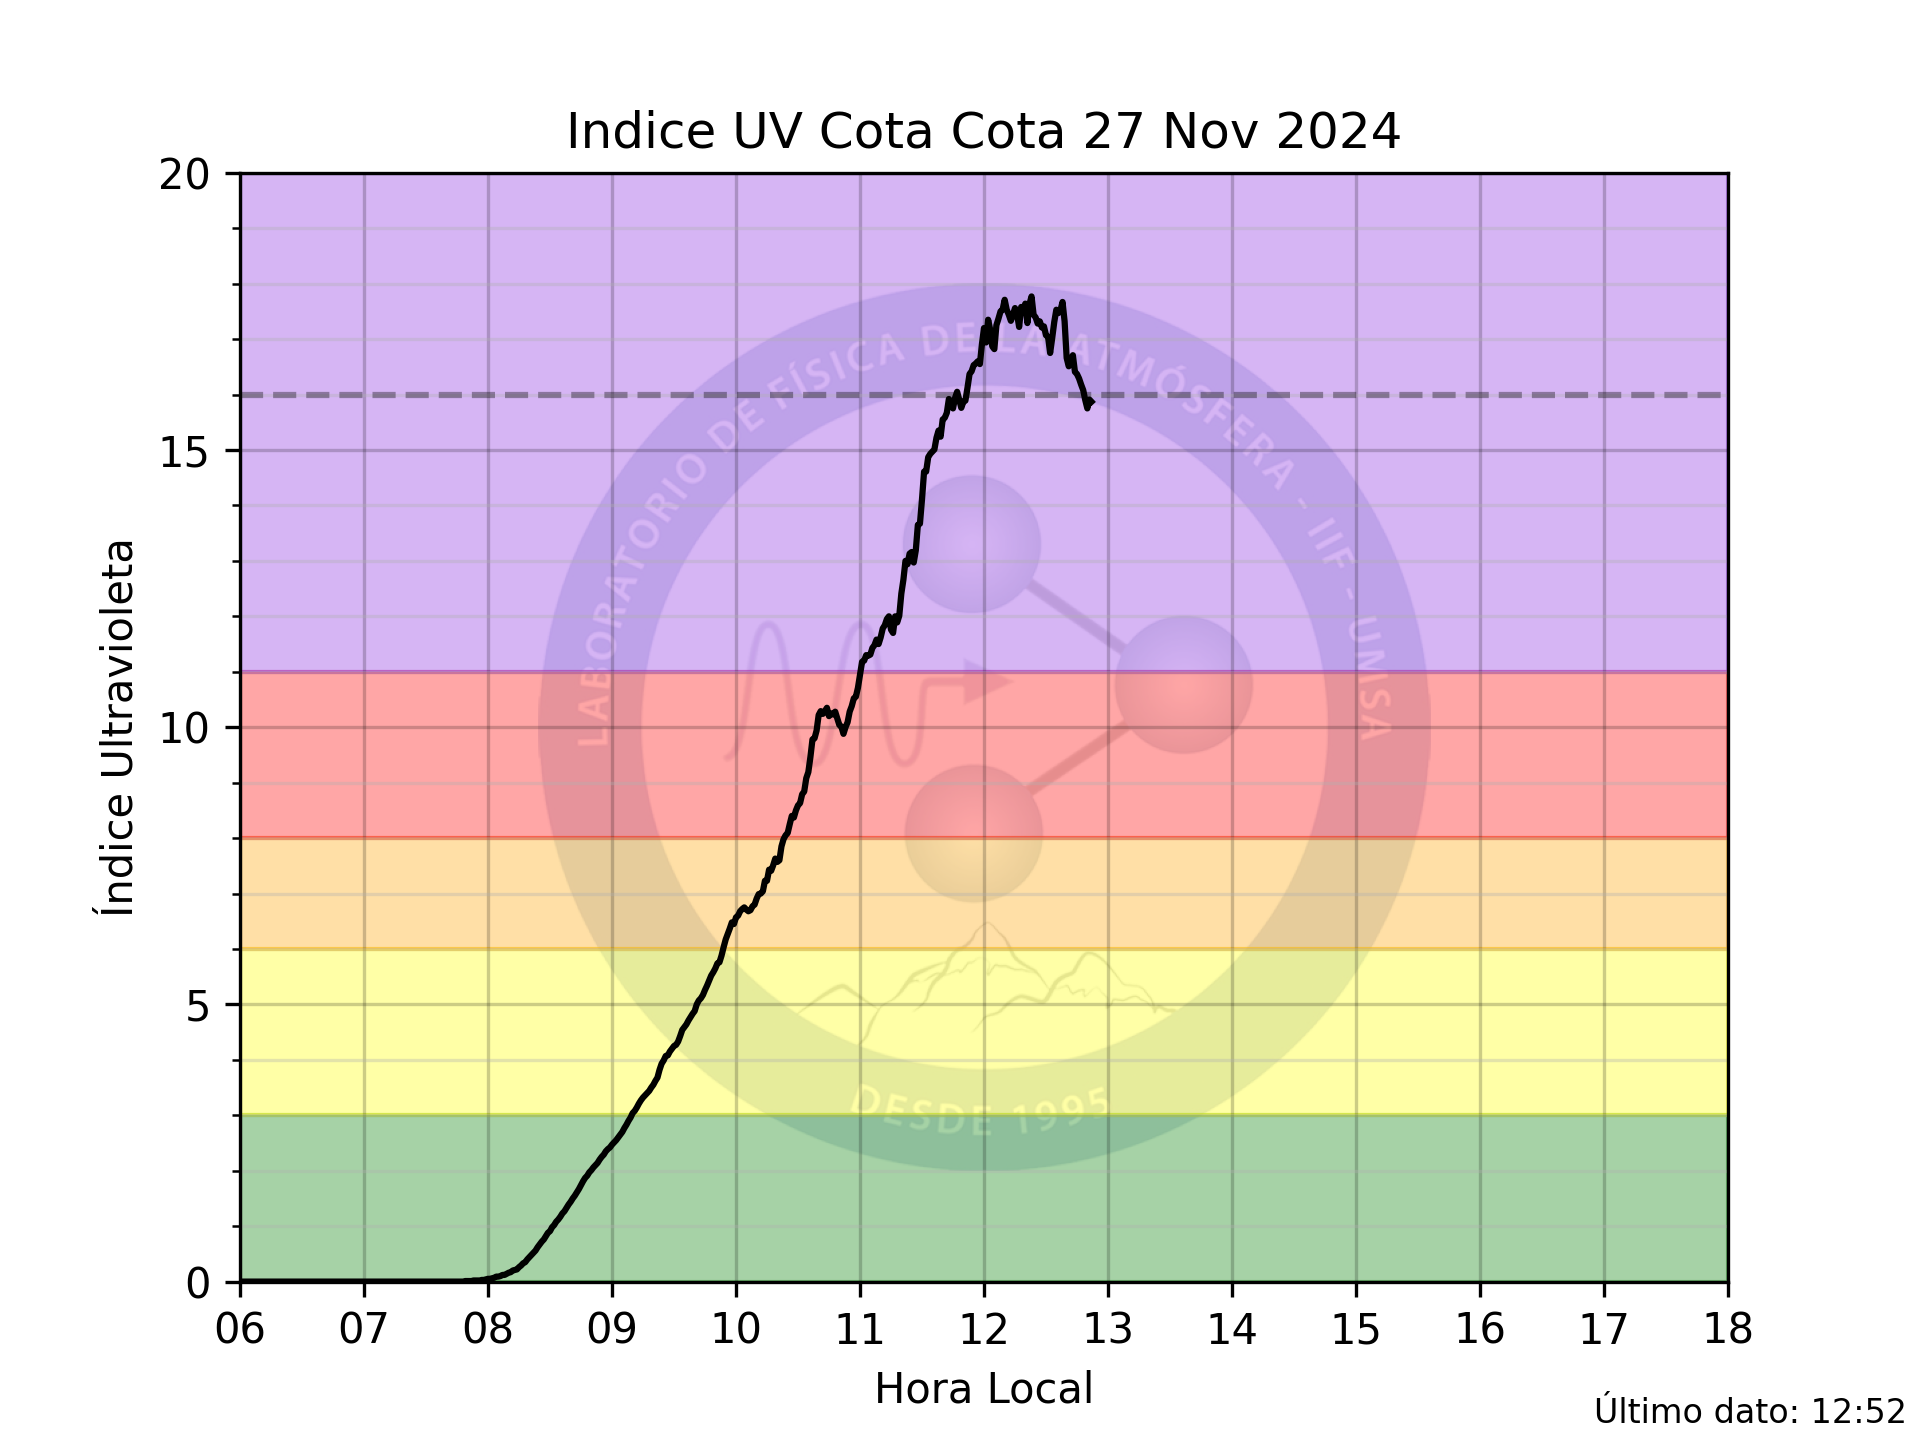 Indice UV Cota Cota 27 Nov 2024
20
15
10
5
0
Índice Ultravioleta
LABORATORIO DE FÍSICA DE LA ATMÓSFERA - IIF - UMSA
DESDE 1995
06 07 08 09 10 11 12 13 14 15 16 17 18
Hora Local
Último dato: 12:52